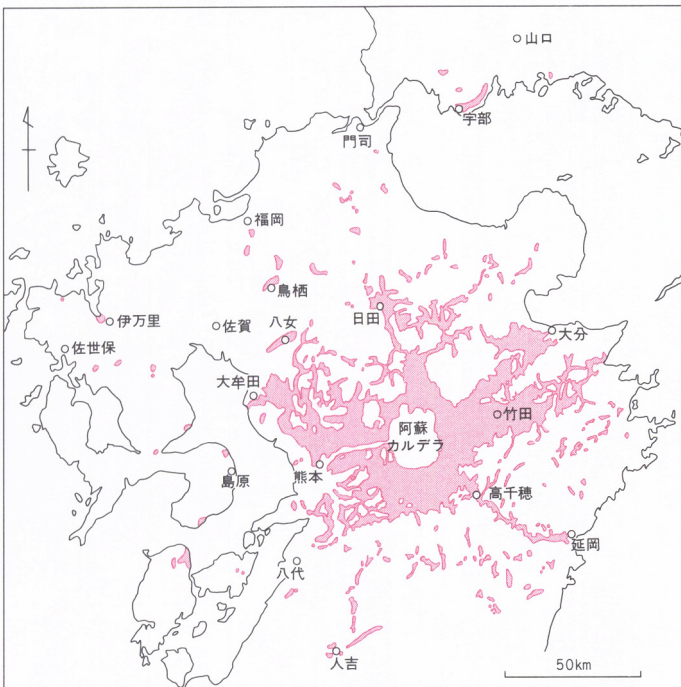 山口
宇部
門司
福岡
鳥栖
日田
伊万里
佐賀
八女
大分
佐世保
大牟田
竹田
阿蘇
カルデラ
熊本
島原
高千穂
延岡
八代
人吉
50km